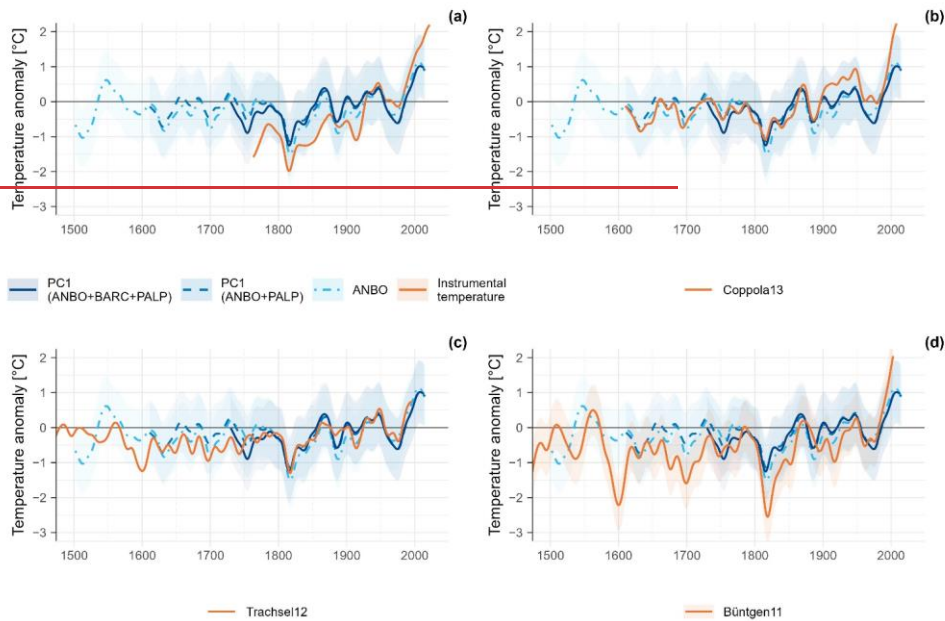 (a)
(b)
Temperature anomaly [°C]
2
1
0
−1
−2
−3
1500 1600 1700 1800 1900 2000
Temperature anomaly [°C]
2
1
0
−1
−2
−3
1500 1600 1700 1800 1900 2000
PC1
(ANBO+BARC+PALP)
PC1
(ANBO+PALP)
ANBO
Instrumental
temperature
Coppola13
(c)
(d)
Temperature anomaly [°C]
2
1
0
−1
−2
−3
1500 1600 1700 1800 1900 2000
Temperature anomaly [°C]
2
1
0
−1
−2
−3
1500 1600 1700 1800 1900 2000
Trachsel12
Büntgen11